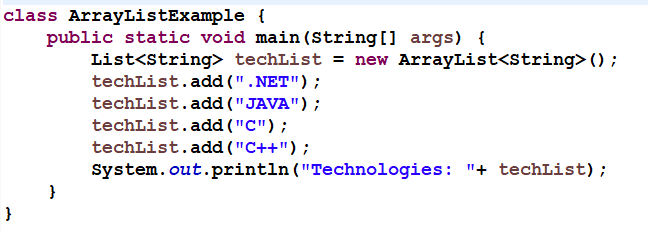 class ArrayListExample {
    public static void main(String[] args) {
        List<String> techList = new ArrayList<String>();
        techList.add(".NET");
        techList.add("JAVA");
        techList.add("C");
        techList.add("C++");
        System.out.println("Technologies: "+ techList);
    }
}